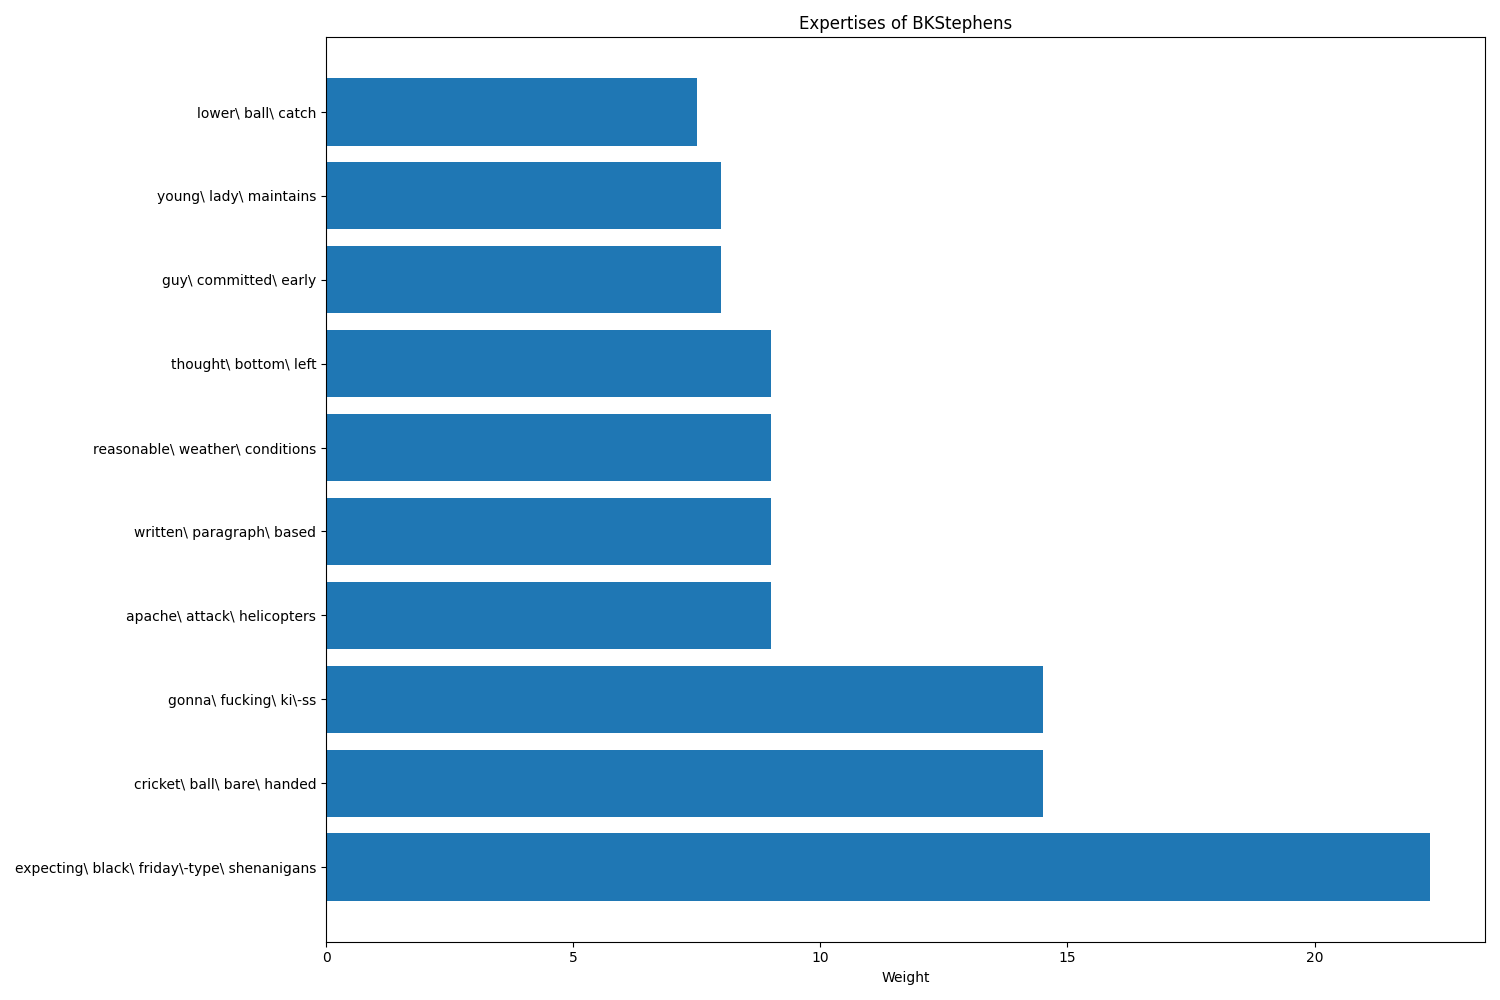 Expertises of BKStephens
lower\ ball\ catch
young\ lady\ maintains
guy\ committed\ early
thought\ bottom\ left
reasonable\ weather\ conditions
written\ paragraph\ based
apache\ attack\ helicopters
gonna\ fucking\ ki\-ss
cricket\ ball\ bare\ handed
expecting\ black\ friday\-type\ shenanigans
0 5 10 15 20
Weight